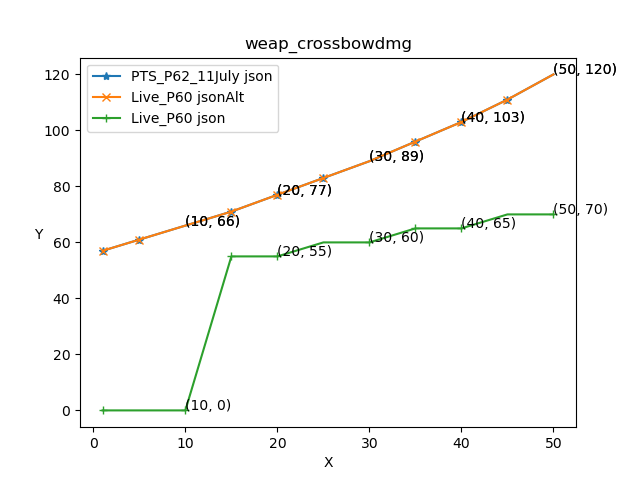 weap_crossbowdmg
PTS_P62_11July json
Live_P60 jsonAlt
Live_P60 json
120
100
80
60
40
20
0
Y
(50, 120)
(40, 103)
(30, 89)
(20, 77)
(10, 66)
(50, 70)
(40, 65)
(30, 60)
(20, 55)
(10, 0)
0 10 20 30 40 50
X